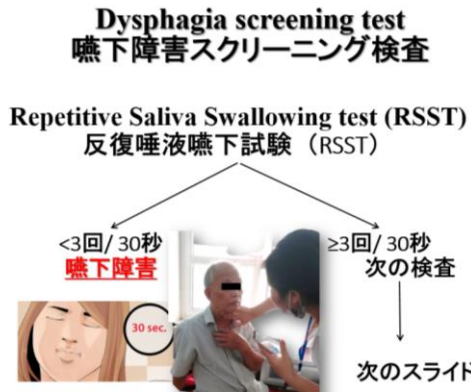 Dysphagia screening test
嚥下障害スクリーニング検査
Repetitive Saliva Swallowing test (RSST)
反復唾液嚥下試験（RSST）
<3回/ 30秒
嚥下障害
≥3回/ 30秒
次の検査
30 sec.
次のスライド